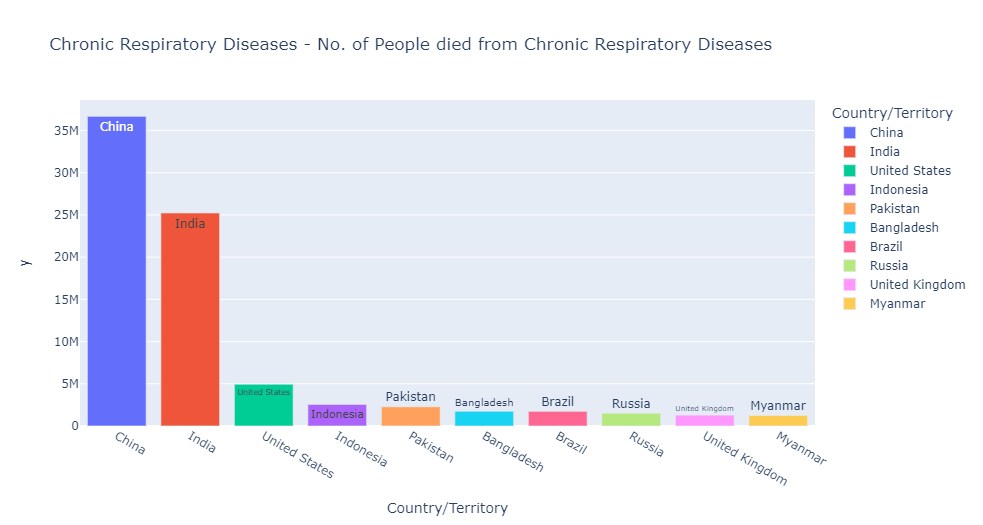 Chronic Respiratory Diseases - No. of People died from Chronic Respiratory Diseases
Country/Territory
China
India
United States
Indonesia
Pakistan
Bangladesh
Brazil
Russia
United Kingdom
Myanmar
y
35M
30M
25M
20M
15M
10M
5M
0
China
India
United States
Indonesia
Pakistan
Bangladesh
Brazil
Russia
United Kingdom
Myanmar
China
India
United States
Indonesia
Pakistan
Bangladesh
Brazil
Russia
United Kingdom
Myanmar
Country/Territory